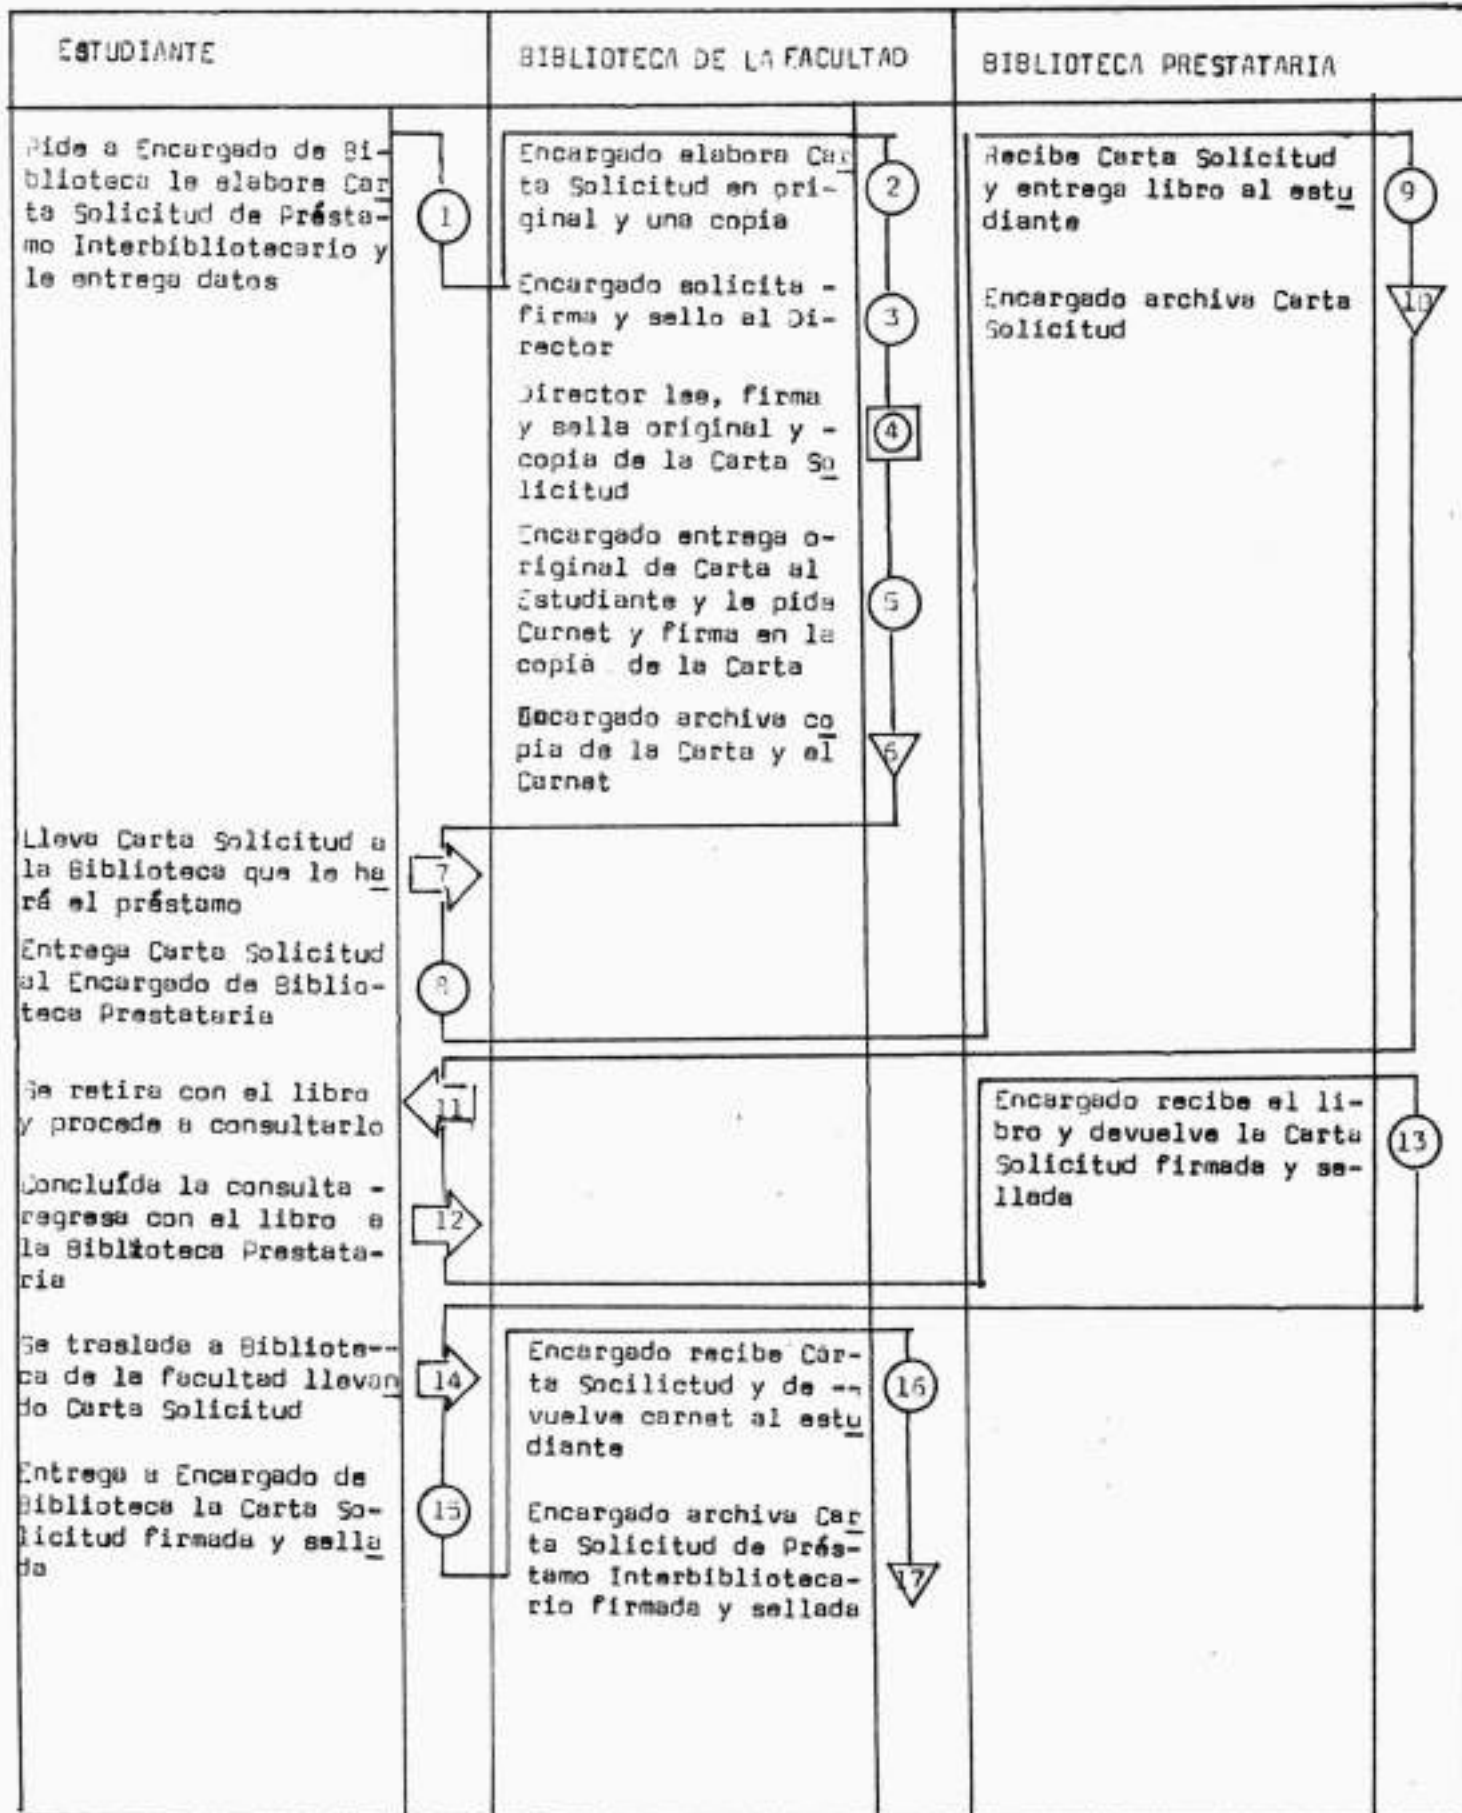 ESTUDIANTE
BIBLIOTECA DE LA FACULTAD
BIBLIOTECA PRESTATARIA
Pide a Encargado de Bi-
blioteca le elabore Car
ta Solicitud de Présta-
mo Interbibliotecario y
le entrega datos
1
Encargado elabora Car
ta Solicitud en ori-
ginal y una copia
2
Encargado solicita -
firma y sello al Di-
rector
3
Director lee, firma
y sella original y -
copia de la Carta So
licitud
4
Encargado entrega o-
riginal de Carta al
Estudiante y le pide
Carnet y firma en la
copia de la Carta
5
Encargado archiva co
pia de la Carta y el
Carnet
6
Recibe Carta Solicitud
y entrega libro al estu
diante
9
Encargado archiva Carta
Solicitud
10
Lleva Carta Solicitud a
la Biblioteca que le ha
rá el préstamo
7
Entrega Carta Solicitud
al Encargado de Biblio-
teca Prestataria
8
Se retira con el libro
y procede a consultarlo
11
Concluída la consulta -
regresa con el libro a
la Biblioteca Prestata-
ria
12
Encargado recibe el li-
bro y devuelve la Carta
Solicitud firmada y se-
llada
13
Se traslada a Bibliote--
ca de la facultad llevan
do Carta Solicitud
14
Entrega a Encargado de
Biblioteca la Carta So-
licitud firmada y sella
da
15
Encargado recibe Car-
ta Socilictud y de --
vuelve carnet al estu
diante
16
Encargado archiva Car
ta Solicitud de Prés-
tamo Interbiblioteca-
rio firmada y sellada
17